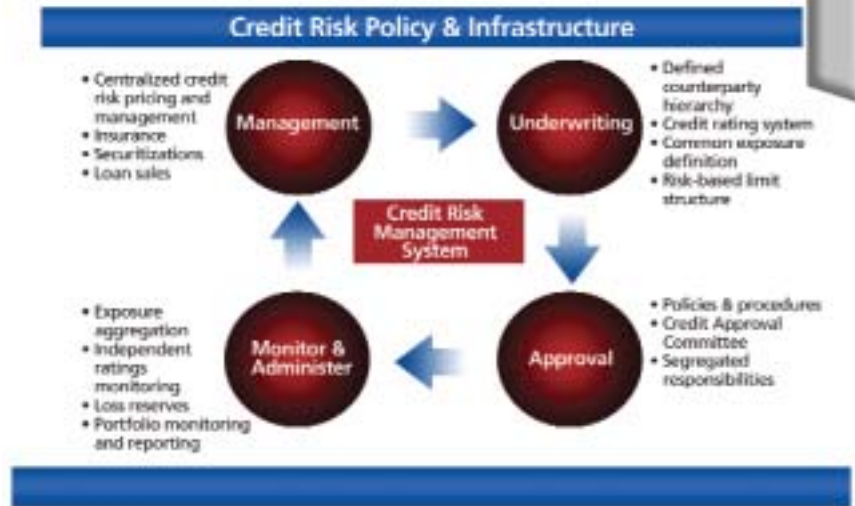 Credit Risk Policy & Infrastructure
• Centralized credit
risk pricing and
management
• Insurance
• Securitizations
• Loan sales
Management
Underwriting
• Defined
counterparty
hierarchy
• Credit rating system
• Common exposure
definition
• Risk-based limit
structure
Credit Risk
Management
System
• Exposure
aggregation
• Independent
ratings
monitoring
• Loss reserves
• Portfolio monitoring
and reporting
Monitor &
Administer
Approval
• Policies & procedures
• Credit Approval
Committee
• Segregated
responsibilities